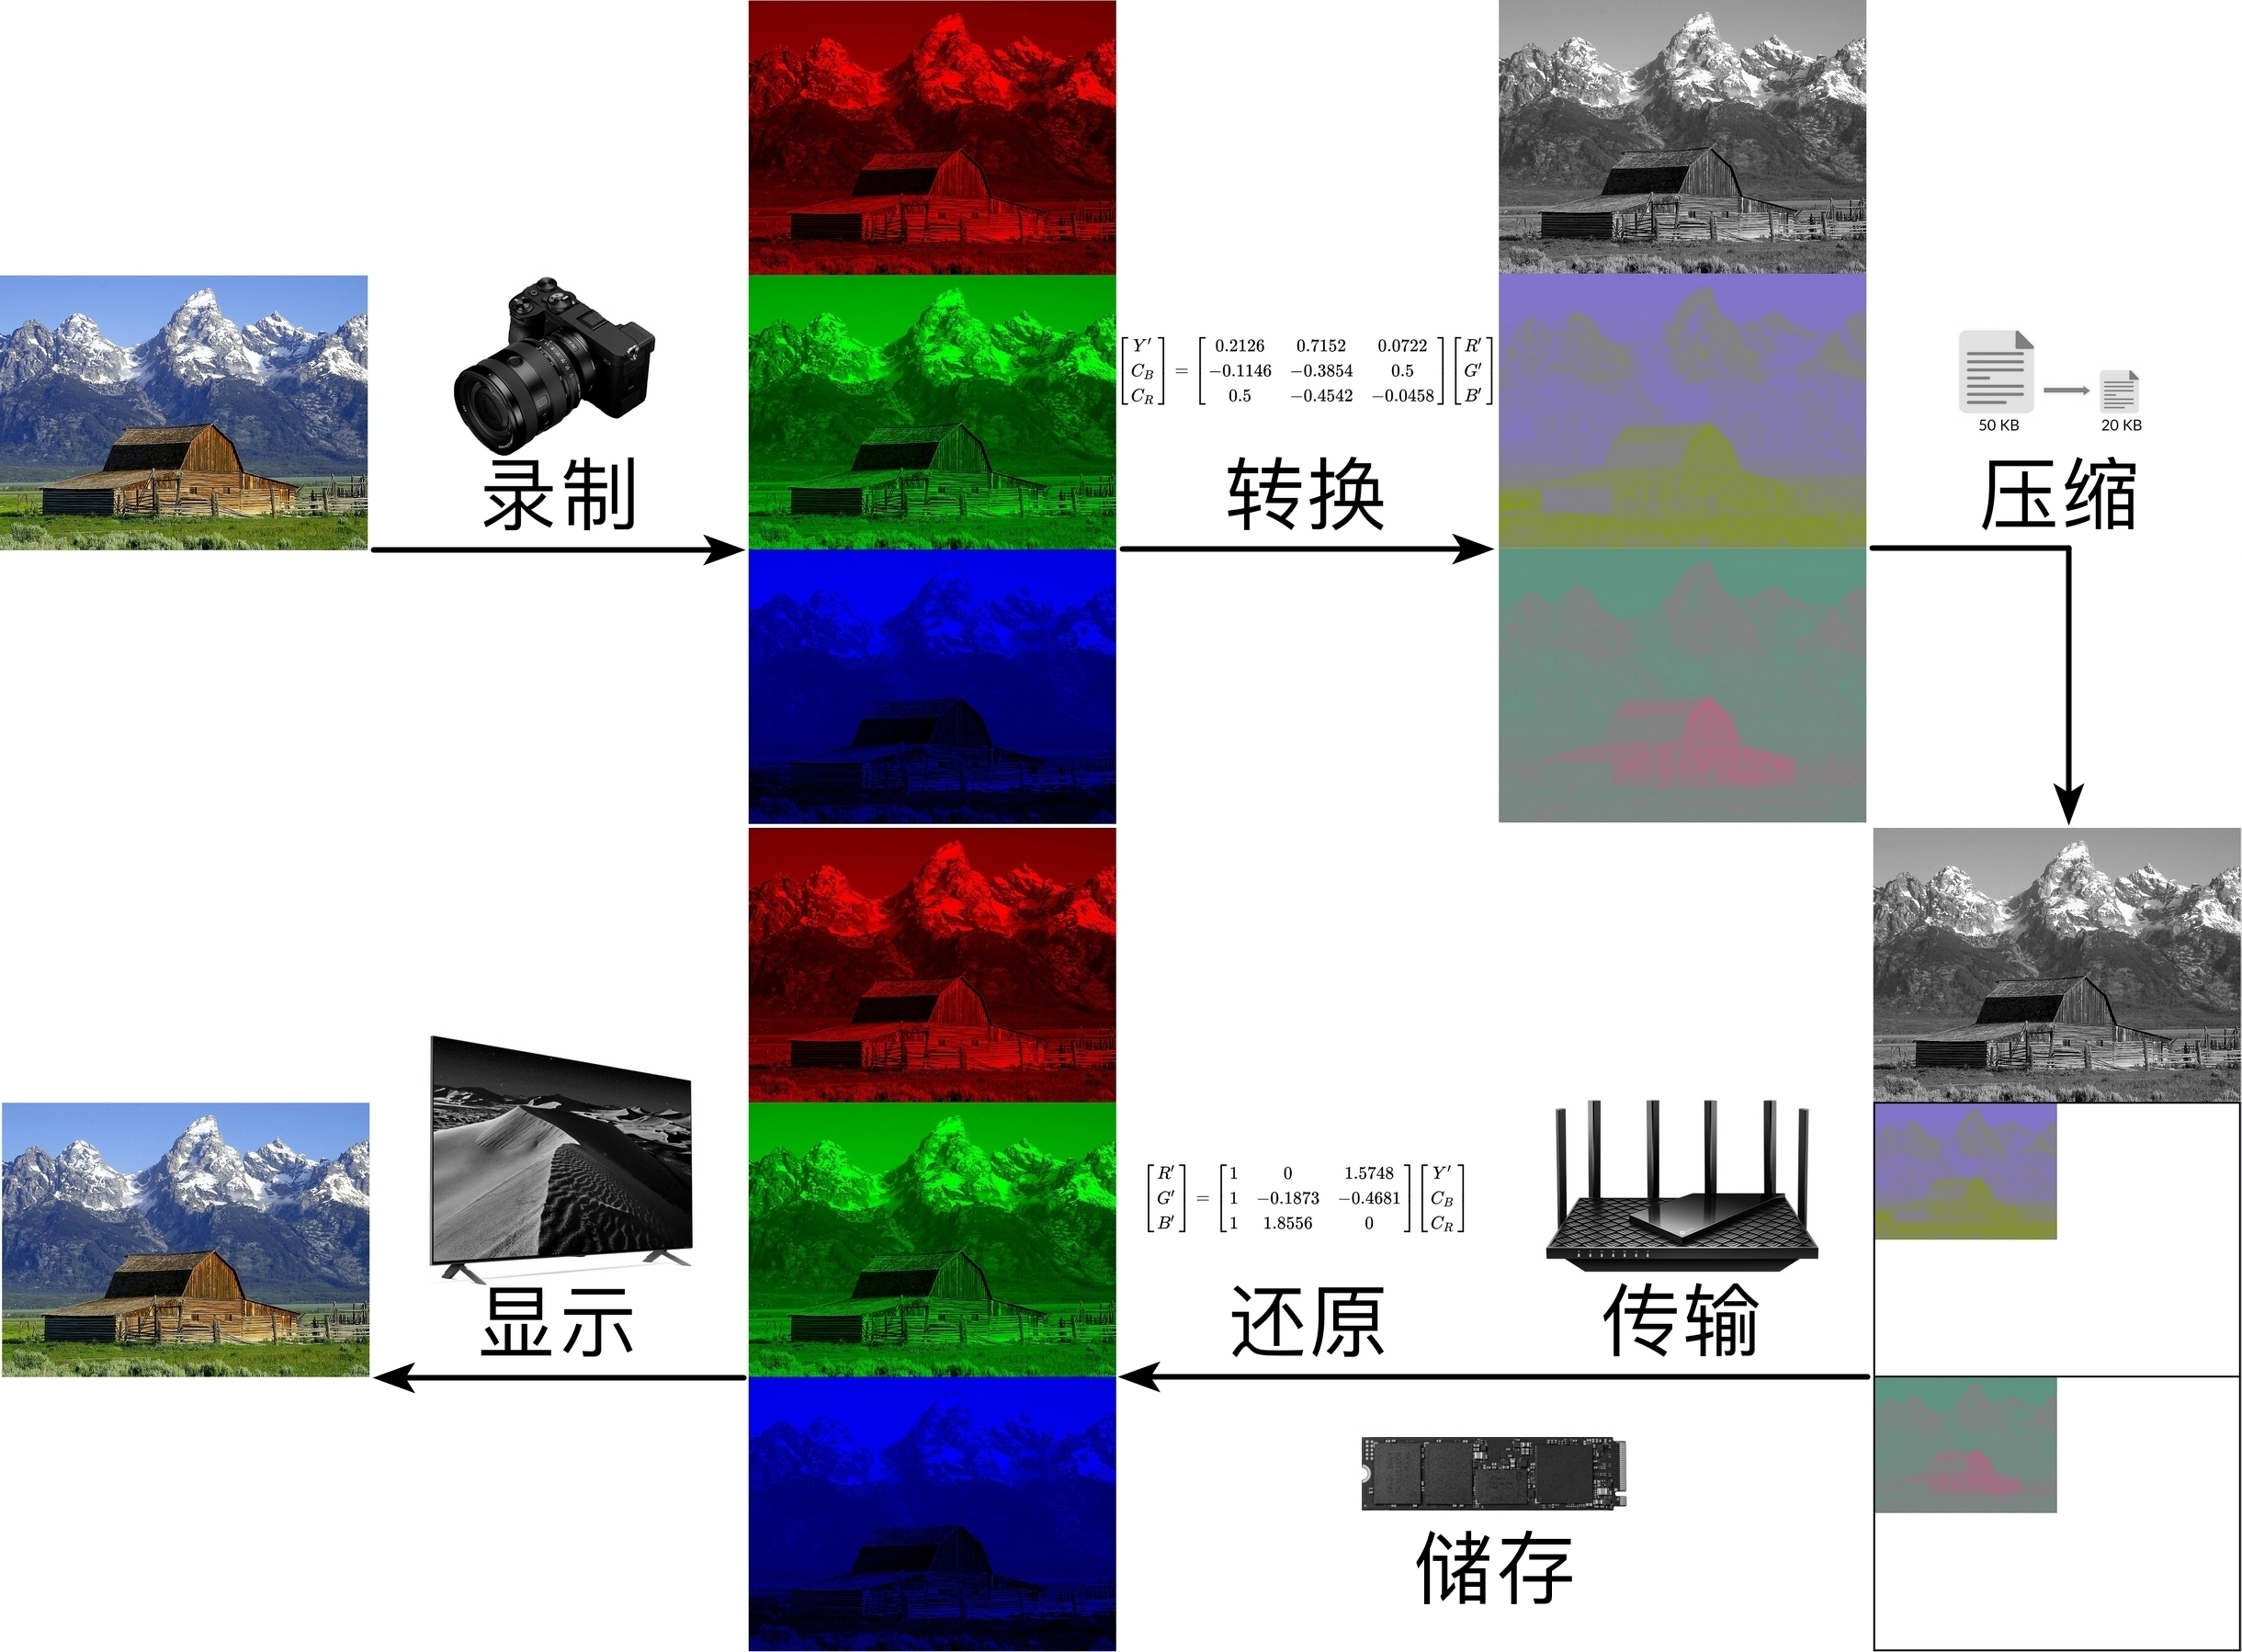 录制
[Y′ C_B C_R] = [0.2126 0.7152 0.0722; −0.1146 −0.3854 0.5; 0.5 −0.4542 −0.0458] [R′ G′ B′]
转换
50 KB
20 KB
压缩
显示
[R′ G′ B′] = [1 0 1.5748; 1 −0.1873 −0.4681; 1 1.8556 0] [Y′ C_B C_R]
还原
传输
储存